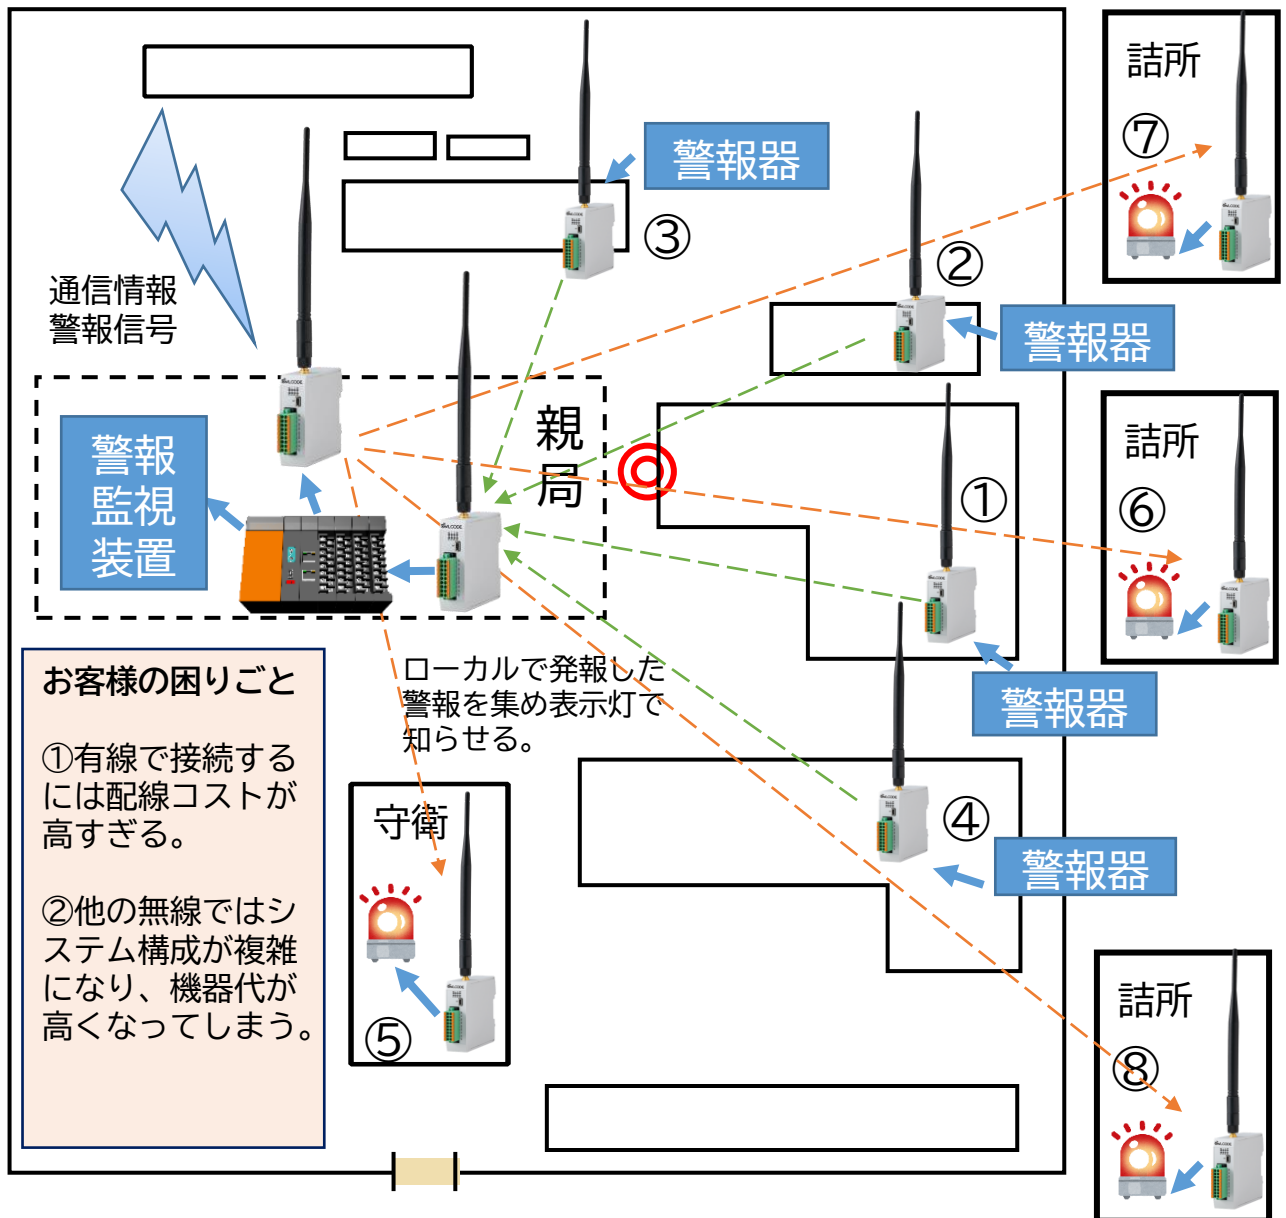 詰所
⑦
警報器
③
②
通信情報
警報信号
警報器
親局
警報
監視
装置
①
詰所
⑥
警報器
お客様の困りごと
①有線で接続する
には配線コストが
高すぎる。
②他の無線ではシ
ステム構成が複雑
になり、機器代が
高くなってしまう。
ローカルで発報した
警報を集め表示灯で
知らせる。
守衛
⑤
④
警報器
詰所
⑧